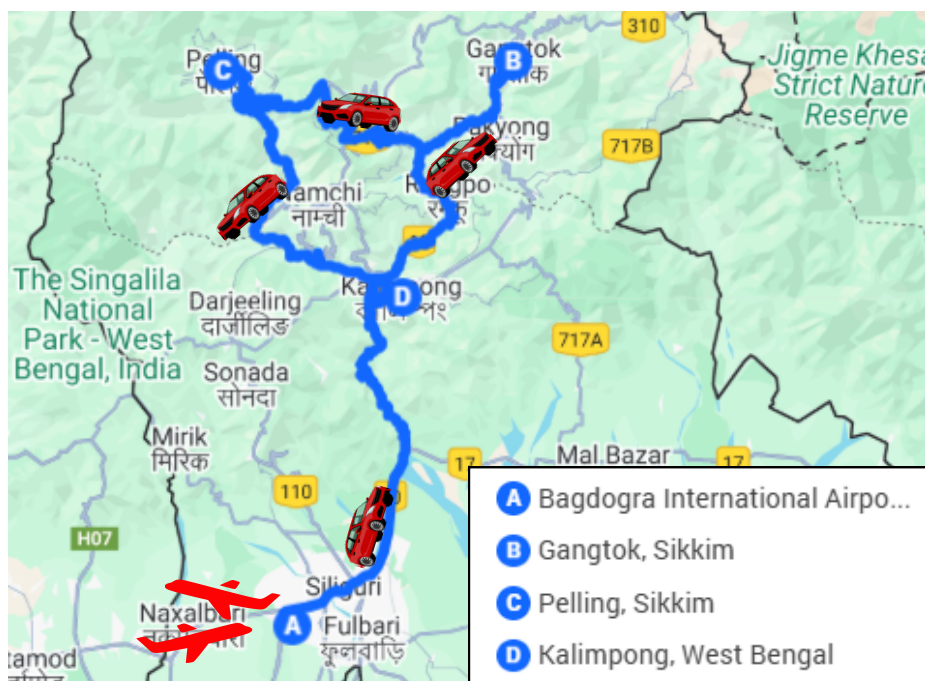 310
Pelling
C
Gangtok
B
Jigme Khesa
Strict Nature
Reserve
Pakyong
717B
Namchi
नाम्ची
Rangpo
The Singalila
National
Park - West
Bengal, India
Darjeeling
दार्जीलिङ
D
717A
Sonada
सोनदा
Mirik
मिरिक
17
Mal Bazar
17
110
H07
Siliguri
Naxalbari
A
Fulbari
फुलबाड़ि
tamod
A Bagdogra International Airpo...
B Gangtok, Sikkim
C Pelling, Sikkim
D Kalimpong, West Bengal